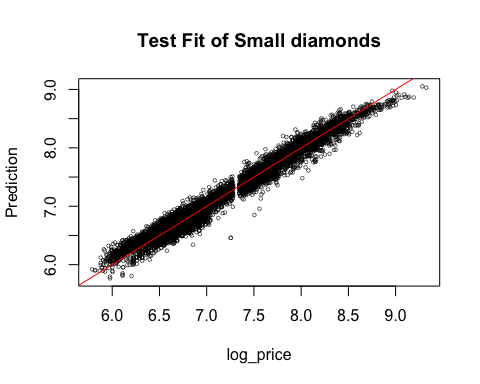 Test Fit of Small diamonds
Prediction
9.0
8.0
7.0
6.0
6.0 6.5 7.0 7.5 8.0 8.5 9.0
log_price